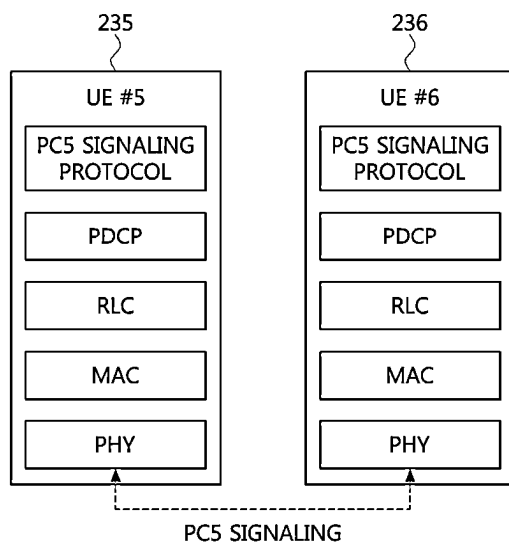 235
236
UE #5
UE #6
PC5 SIGNALING
PROTOCOL
PC5 SIGNALING
PROTOCOL
PDCP
PDCP
RLC
RLC
MAC
MAC
PHY
PHY
PC5 SIGNALING